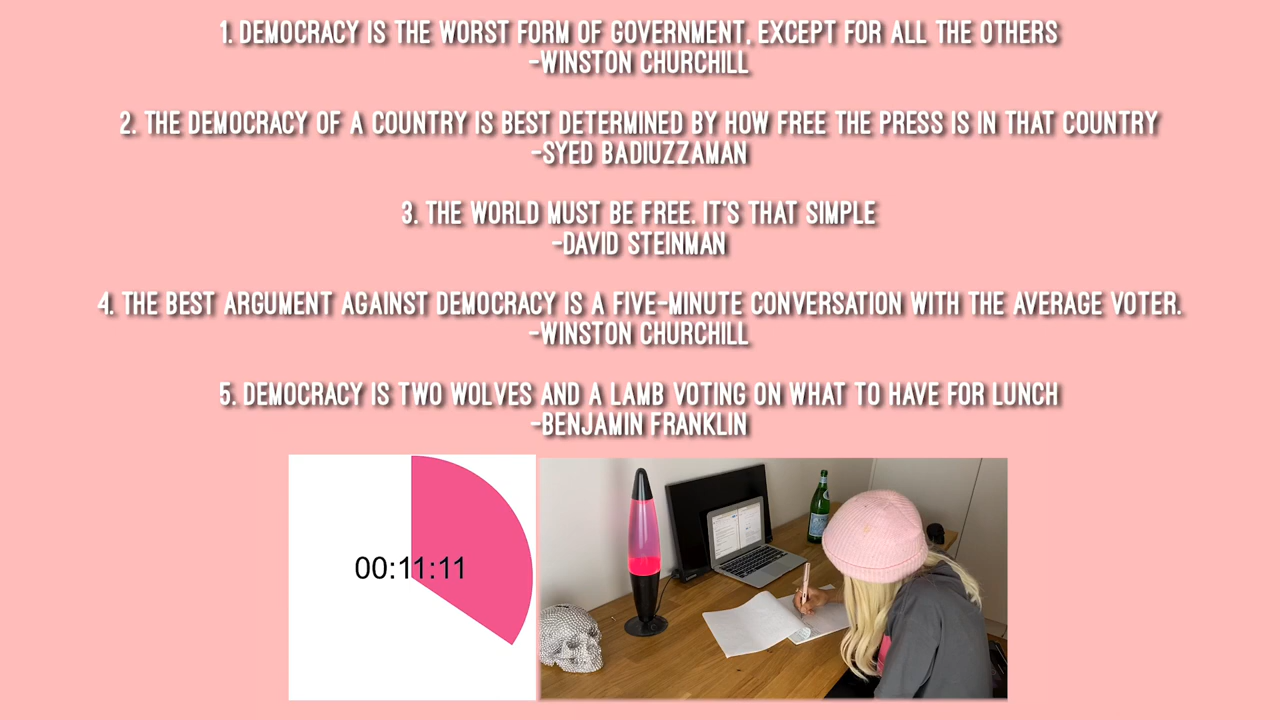 1. DEMOCRACY IS THE WORST FORM OF GOVERNMENT, EXCEPT FOR ALL THE OTHERS
-WINSTON CHURCHILL
2. THE DEMOCRACY OF A COUNTRY IS BEST DETERMINED BY HOW FREE THE PRESS IS IN THAT COUNTRY
-SYED BADIUZZAMAN
3. THE WORLD MUST BE FREE. IT'S THAT SIMPLE
-DAVID STEINMAN
4. THE BEST ARGUMENT AGAINST DEMOCRACY IS A FIVE-MINUTE CONVERSATION WITH THE AVERAGE VOTER.
-WINSTON CHURCHILL
5. DEMOCRACY IS TWO WOLVES AND A LAMB VOTING ON WHAT TO HAVE FOR LUNCH
-BENJAMIN FRANKLIN
00:11:11